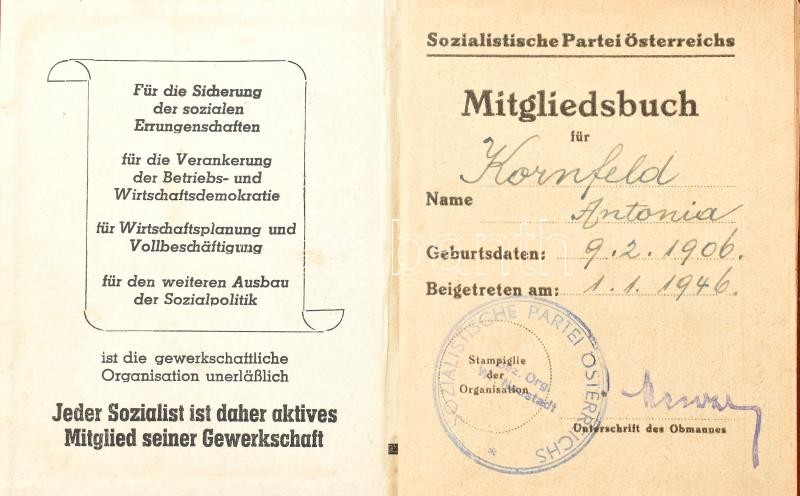 Für die Sicherung
der sozialen
Errungenschaften
für die Verankerung
der Betriebs- und
Wirtschaftsdemokratie
für Wirtschaftsplanung und
Vollbeschäftigung
für den weiteren Ausbau
der Sozialpolitik
ist die gewerkschaftliche
Organisation unerläßlich
Jeder Sozialist ist daher aktives
Mitglied seiner Gewerkschaft
Sozialistische Partei Österreichs
Mitgliedsbuch
für
Kornfeld
Name
Antonia
Geburtsdaten: 9. 2. 1906.
Beigetreten am: 1. 1. 1946.
SOZIALISTISCHE PARTEI ÖSTERREICHS *
Bez. Org.
Neustadt
Stampiglie
der
Organisation
Unterschrift des Obmannes